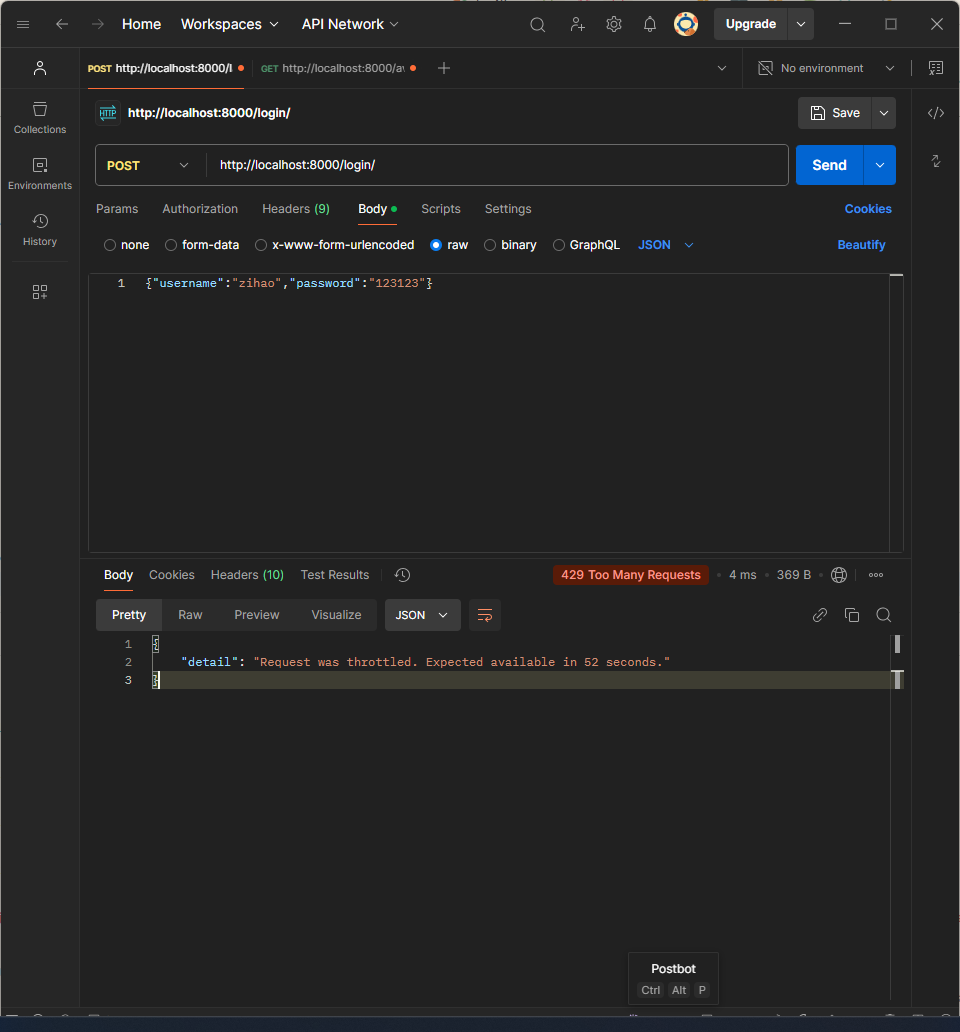 Home Workspaces API Network Upgrade
POST http://localhost:8000/l GET http://localhost:8000/a No environment
HTTP http://localhost:8000/login/ Save
Collections
POST http://localhost:8000/login/ Send
Environments
Params Authorization Headers (9) Body Scripts Settings Cookies
History
none form-data x-www-form-urlencoded raw binary GraphQL JSON Beautify
1 {"username":"zihao","password":"123123"}
Body Cookies Headers (10) Test Results 429 Too Many Requests 4 ms 369 B
Pretty Raw Preview Visualize JSON
1 {
2 "detail": "Request was throttled. Expected available in 52 seconds."
3 }
Postbot
Ctrl Alt P